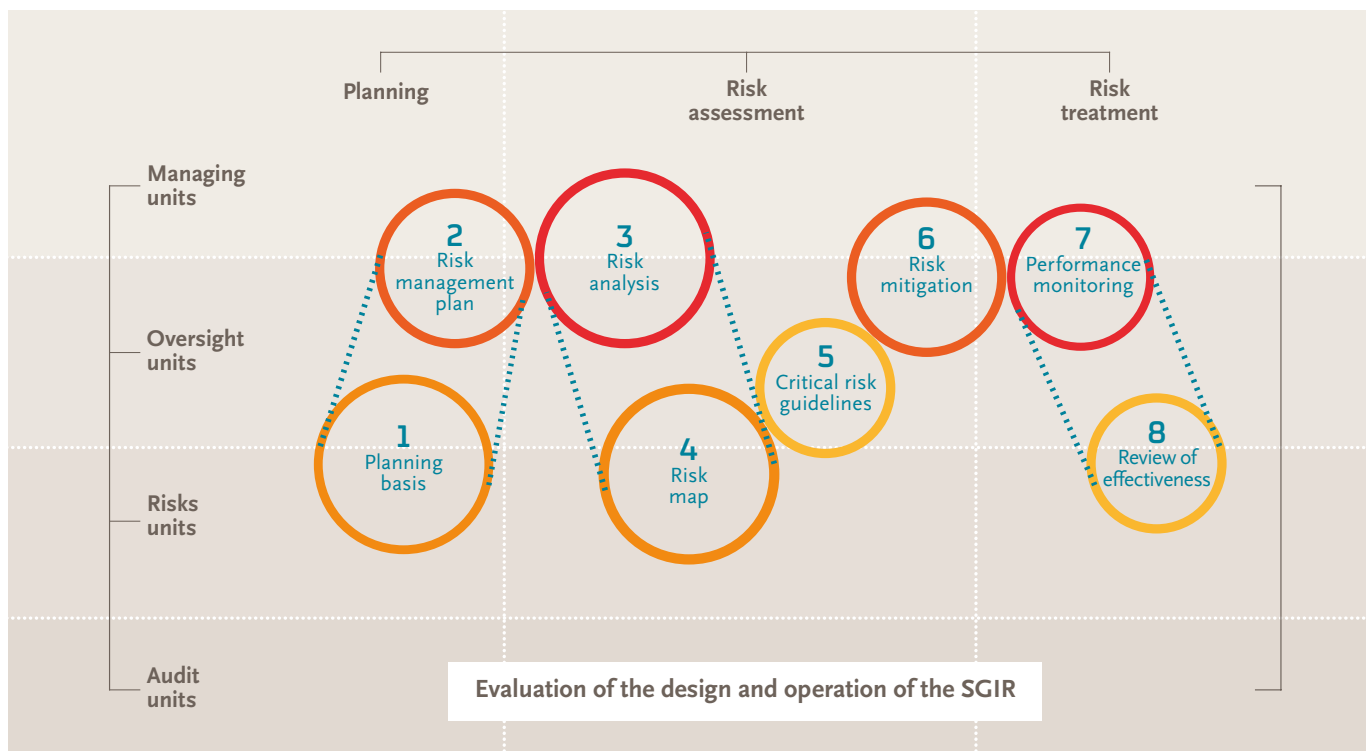 Planning
Risk
assessment
Risk
treatment
Managing
units
Oversight
units
Risks
units
Audit
units
1
Planning
basis
2
Risk
management
plan
3
Risk
analysis
4
Risk
map
5
Critical risk
guidelines
6
Risk
mitigation
7
Performance
monitoring
8
Review of
effectiveness
Evaluation of the design and operation of the SGIR